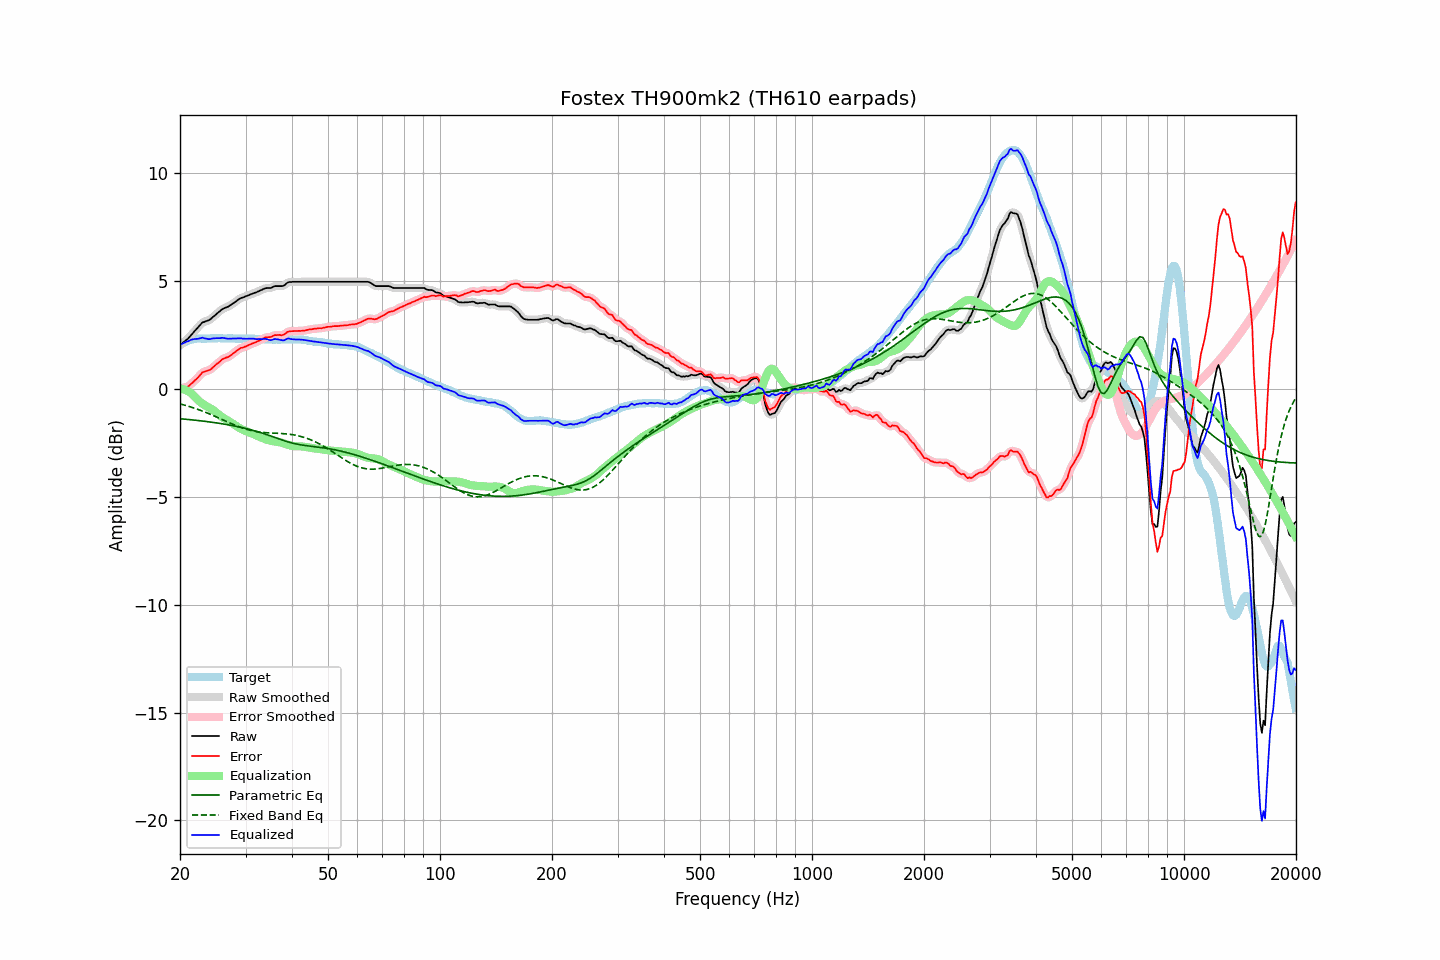 Fostex TH900mk2 (TH610 earpads)
Amplitude (dBr)
10
5
0
−5
−10
−15
−20
Target
Raw Smoothed
Error Smoothed
Raw
Error
Equalization
Parametric Eq
Fixed Band Eq
Equalized
20 50 100 200 500 1000 2000 5000 10000 20000
Frequency (Hz)